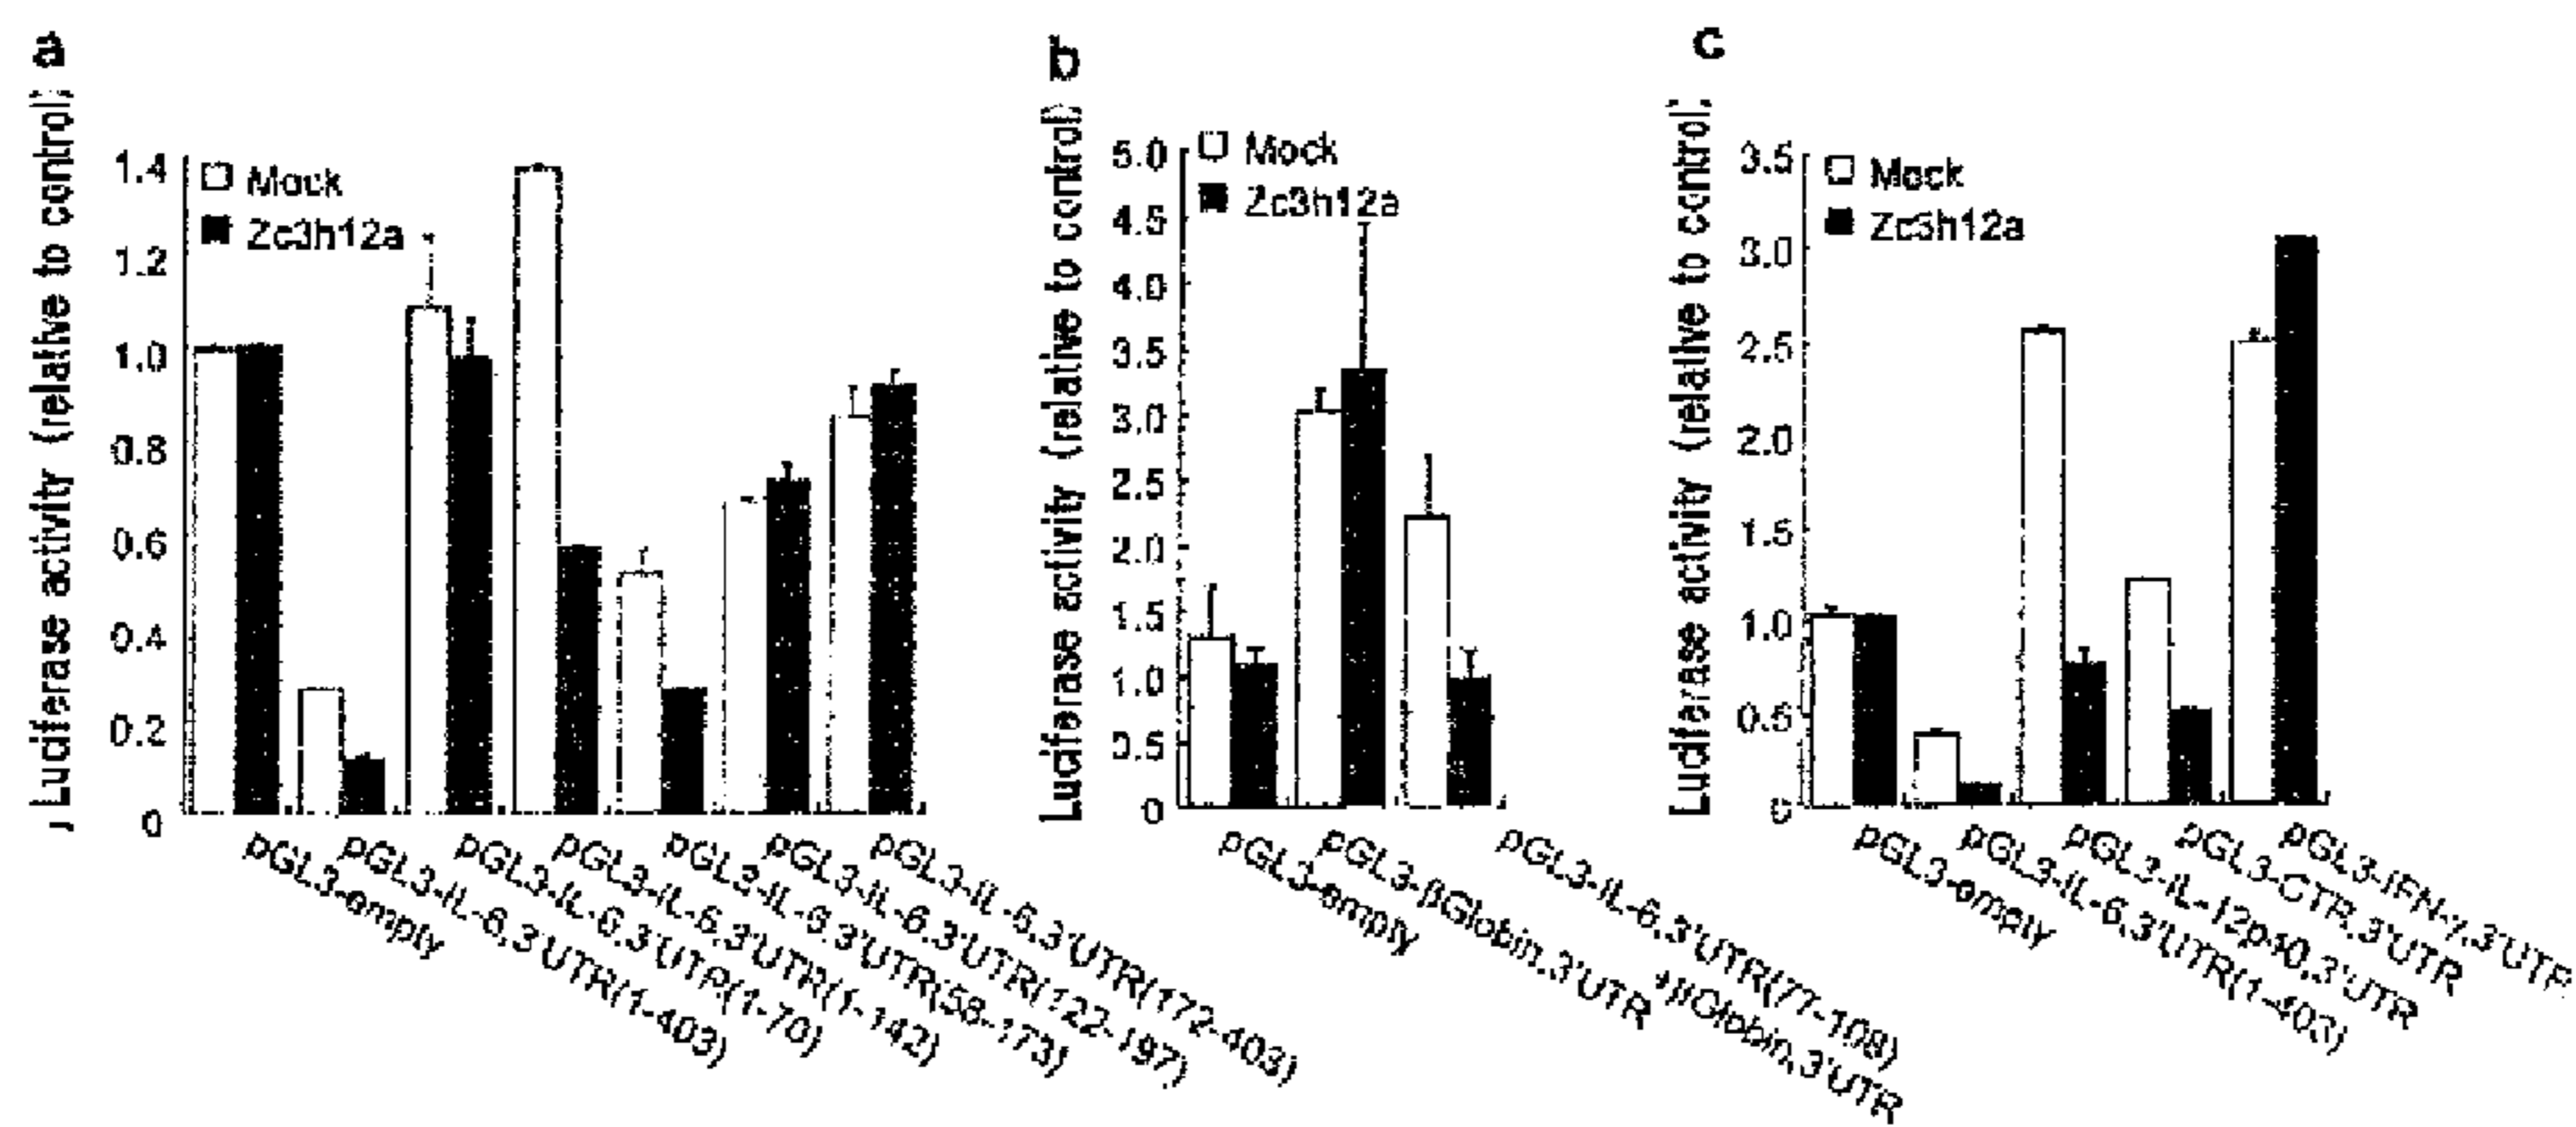 a
Luciferase activity (relative to control)
1.4
1.2
1.0
0.8
0.6
0.4
0.2
0
Mock
Zc3h12a
pGL3-empty
pGL3-IL-6.3'UTR(1-403)
pGL3-IL-6.3'UTR(1-70)
pGL3-IL-6.3'UTR(1-142)
pGL3-IL-6.3'UTR(58-173)
pGL3-IL-6.3'UTR(122-197)
pGL3-IL-6.3'UTR(172-403)
b
Luciferase activity (relative to control)
5.0
4.5
4.0
3.5
3.0
2.5
2.0
1.5
1.0
0.5
0
Mock
Zc3h12a
pGL3-empty
pGL3-βGlobin.3'UTR
pGL3-IL-6.3'UTR(77-108)
+βGlobin.3'UTR
c
Luciferase activity (relative to control)
3.5
3.0
2.5
2.0
1.5
1.0
0.5
0
Mock
Zc3h12a
pGL3-empty
pGL3-IL-6.3'UTR(1-403)
pGL3-IL-12p40.3'UTR
pGL3-CTR.3'UTR
pGL3-IFN-γ.3'UTR